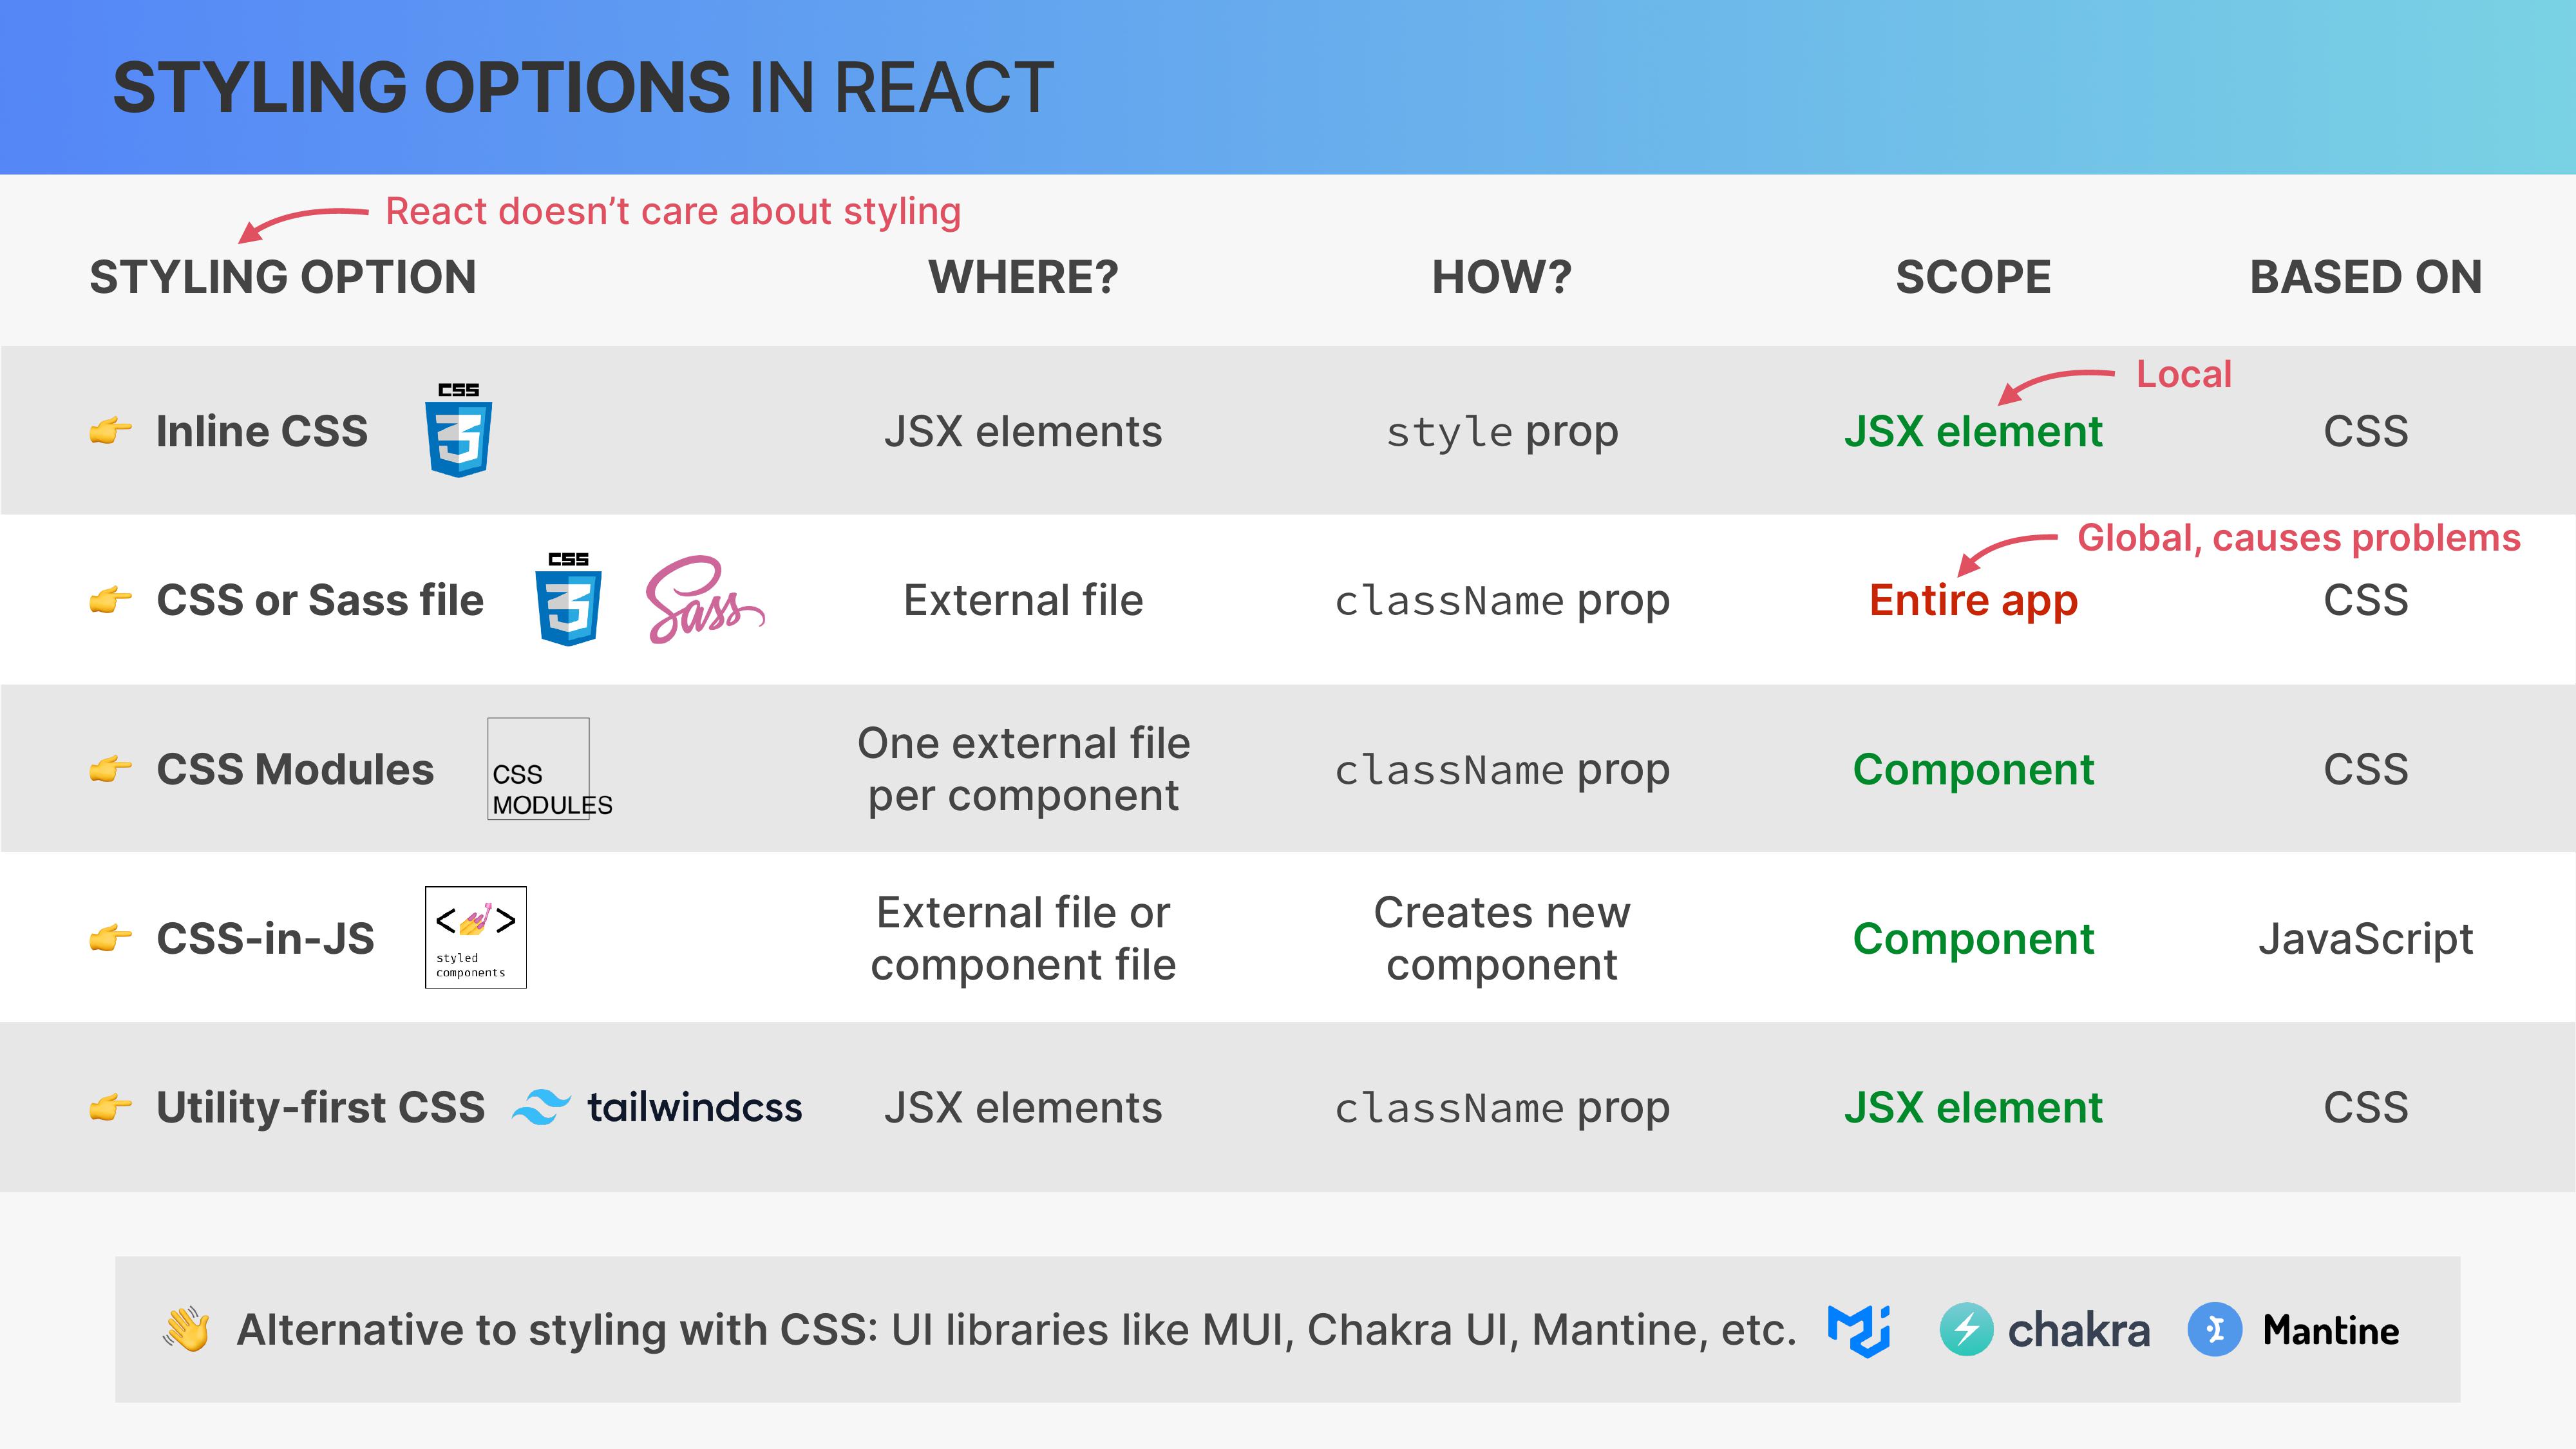 STYLING OPTIONS IN REACT
React doesn’t care about styling
STYLING OPTION WHERE? HOW? SCOPE BASED ON
Local
CSS
Inline CSS JSX elements style prop JSX element CSS
Global, causes problems
CSS
CSS or Sass file Sass External file className prop Entire app CSS
One external file
CSS Modules className prop Component CSS
CSS
MODULES
per component
External file or Creates new
CSS-in-JS < > Component JavaScript
styled
components
component file component
Utility-first CSS tailwindcss JSX elements className prop JSX element CSS
Alternative to styling with CSS: UI libraries like MUI, Chakra UI, Mantine, etc. chakra Mantine